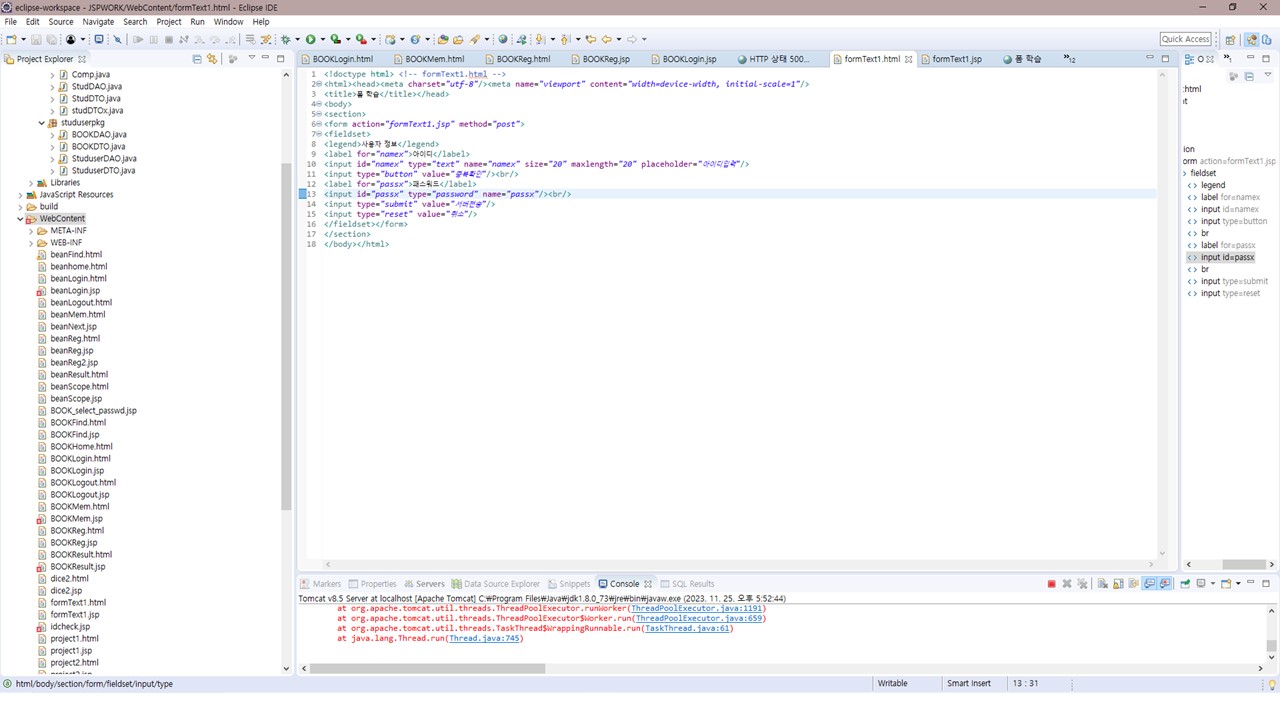 eclipse-workspace - JSPWORK/WebContent/formText1.html - Eclipse IDE
File Edit Source Navigate Search Project Run Window Help
Quick Access
Project Explorer
Comp.java
StudDAO.java
StudDTO.java
studDTOx.java
studuserpkg
BOOKDAO.java
BOOKDTO.java
StuduserDAO.java
StuduserDTO.java
Libraries
JavaScript Resources
build
WebContent
META-INF
WEB-INF
beanFind.html
beanhome.html
beanLogin.html
beanLogin.jsp
beanLogout.html
beanMem.html
beanNext.jsp
beanReg.html
beanReg.jsp
beanReg2.jsp
beanResult.html
beanScope.html
beanScope.jsp
BOOK_select_passwd.jsp
BOOKFind.html
BOOKFind.jsp
BOOKHome.html
BOOKLogin.html
BOOKLogin.jsp
BOOKLogout.html
BOOKLogout.jsp
BOOKMem.html
BOOKMem.jsp
BOOKReg.html
BOOKReg.jsp
BOOKResult.html
BOOKResult.jsp
dice2.html
dice2.jsp
formText1.html
formText1.jsp
idcheck.jsp
project1.html
project1.jsp
project2.html
project2.jsp
BOOKLogin.html BOOKMem.html BOOKReg.html BOOKReg.jsp BOOKLogin.jsp HTTP 상태 500... formText1.html formText1.jsp 폼 학습 »12
1 <!doctype html> <!-- formText1.html -->
2 <html><head><meta charset="utf-8"/><meta name="viewport" content="width=device-width, initial-scale=1"/>
3 <title>폼 학습</title></head>
4 <body>
5 <section>
6 <form action="formText1.jsp" method="post">
7 <fieldset>
8 <legend>사용자 정보</legend>
9 <label for="namex">아이디</label>
10 <input id="namex" type="text" name="namex" size="20" maxlength="20" placeholder="아이디입력"/>
11 <input type="button" value="중복확인"/><br/>
12 <label for="passx">패스워드</label>
13 <input id="passx" type="password" name="passx"/><br/>
14 <input type="submit" value="서버전송"/>
15 <input type="reset" value="취소"/>
16 </fieldset></form>
17 </section>
18 </body></html>
:html
ion
orm action=formText1.jsp
fieldset
legend
label for=namex
input id=namex
input type=button
br
label for=passx
input id=passx
br
input type=submit
input type=reset
Markers Properties Servers Data Source Explorer Snippets Console SQL Results
Tomcat v8.5 Server at localhost [Apache Tomcat] C:₩Program Files₩Java₩jdk1.8.0_73₩jre₩bin₩javaw.exe (2023. 11. 25. 오후 5:52:44)
at org.apache.tomcat.util.threads.ThreadPoolExecutor.runWorker(ThreadPoolExecutor.java:1191)
at org.apache.tomcat.util.threads.ThreadPoolExecutor$Worker.run(ThreadPoolExecutor.java:659)
at org.apache.tomcat.util.threads.TaskThread$WrappingRunnable.run(TaskThread.java:61)
at java.lang.Thread.run(Thread.java:745)
html/body/section/form/fieldset/input/type Writable Smart Insert 13 : 31